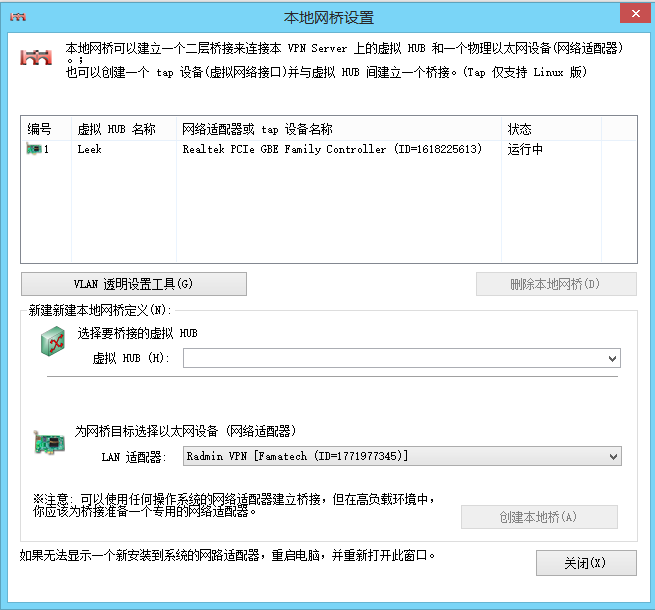 本地网桥设置
本地网桥可以建立一个二层桥接来连接本 VPN Server 上的虚拟 HUB 和一个物理以太网设备(网络适配器)
。;
也可以创建一个 tap 设备(虚拟网络接口)并与虚拟 HUB 间建立一个桥接。(Tap 仅支持 Linux 版)
编号 虚拟 HUB 名称 网络适配器或 tap 设备名称 状态
1 Leek Realtek PCIe GBE Family Controller (ID=1618225613) 运行中
VLAN 透明设置工具(G) 删除本地网桥(D)
新建新建本地网桥定义(N):
选择要桥接的虚拟 HUB
虚拟 HUB (H):
为网桥目标选择以太网设备 (网络适配器)
LAN 适配器: Radmin VPN [Famatech (ID=1771977345)]
※注意: 可以使用任何操作系统的网络适配器建立桥接，但在高负载环境中，
你应该为桥接准备一个专用的网络适配器。
创建本地桥(A)
如果无法显示一个新安装到系统的网路适配器，重启电脑，并重新打开此窗口。
关闭(X)